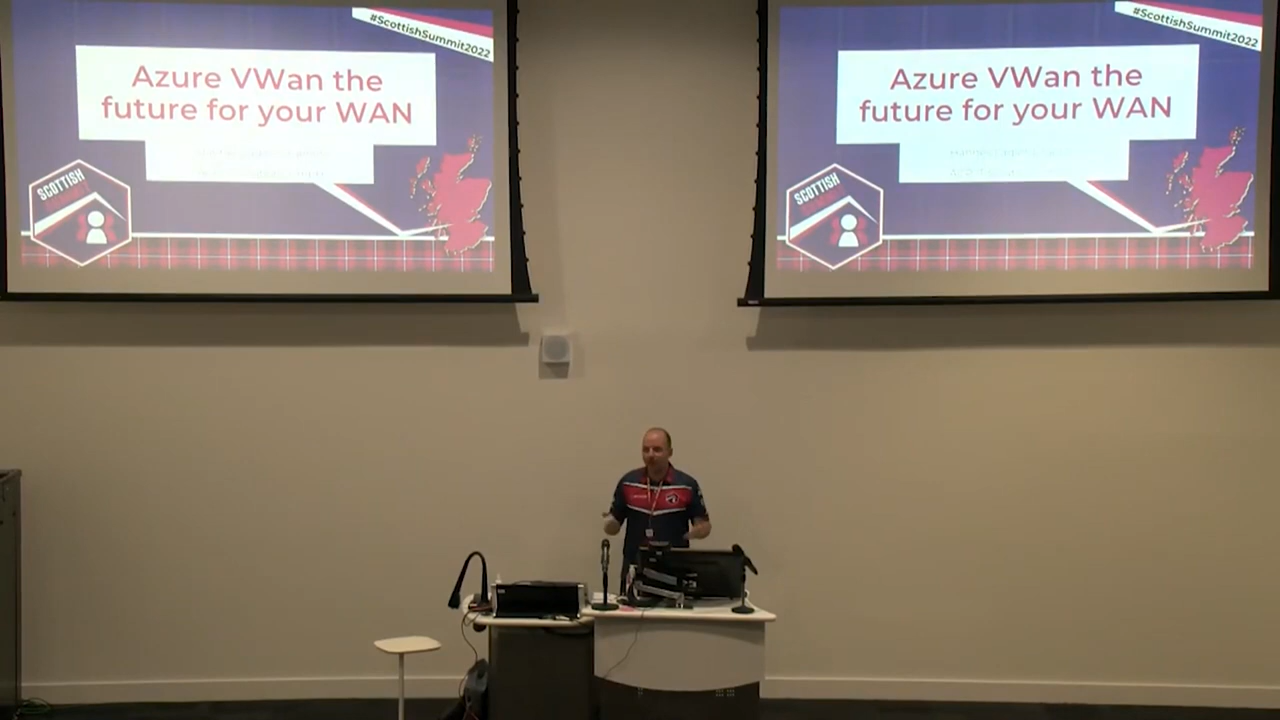 #ScottishSummit2022
Azure VWan the
future for your WAN
SCOTTISH
#ScottishSummit2022
Azure VWan the
future for your WAN
SCOTTISH